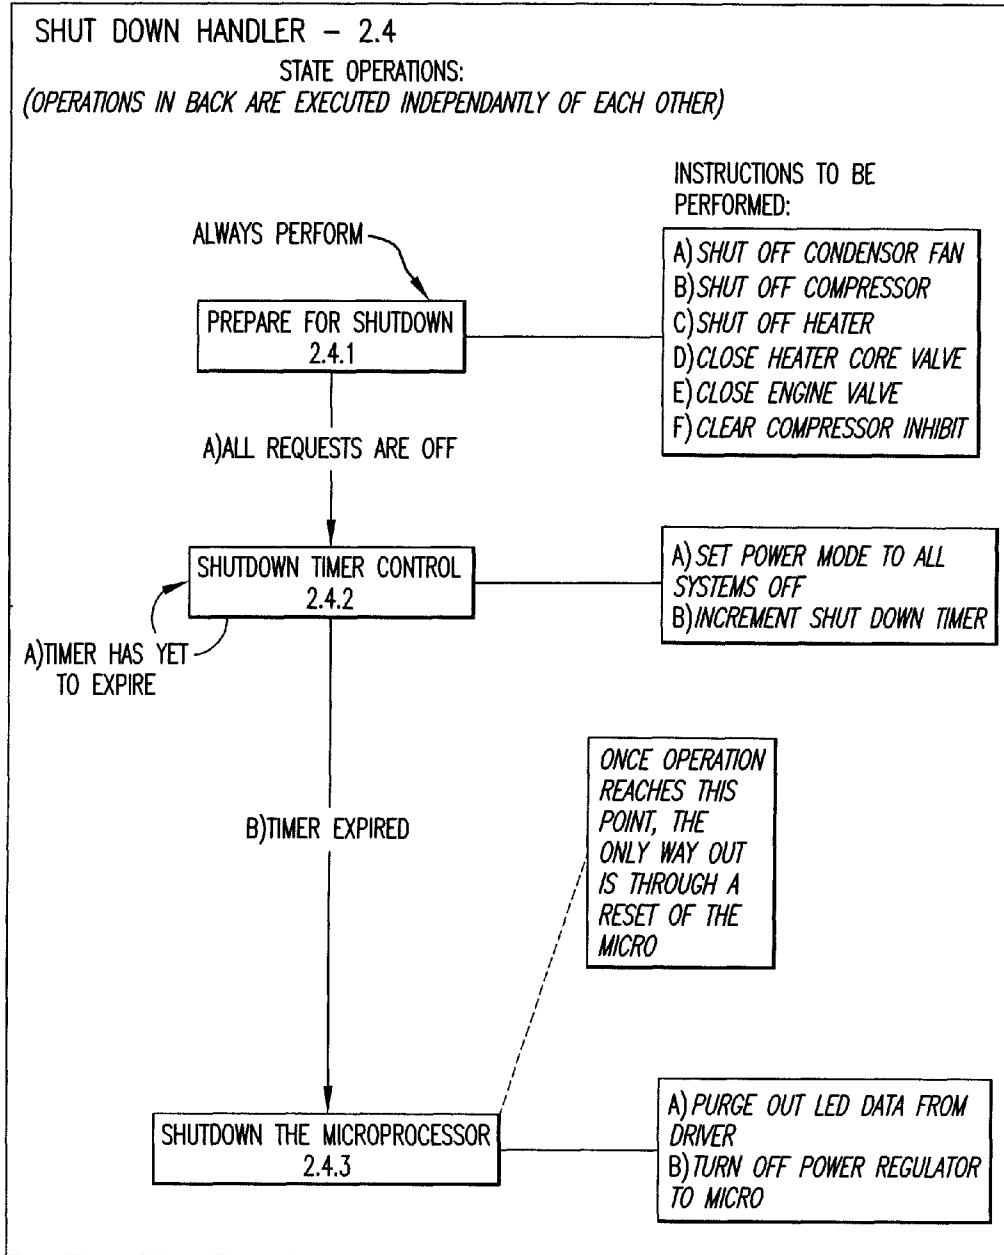 SHUT DOWN HANDLER - 2.4
STATE OPERATIONS:
(OPERATIONS IN BACK ARE EXECUTED INDEPENDANTLY OF EACH OTHER)
INSTRUCTIONS TO BE
PERFORMED:
ALWAYS PERFORM
PREPARE FOR SHUTDOWN
2.4.1
A) SHUT OFF CONDENSOR FAN
B) SHUT OFF COMPRESSOR
C) SHUT OFF HEATER
D) CLOSE HEATER CORE VALVE
E) CLOSE ENGINE VALVE
F) CLEAR COMPRESSOR INHIBIT
A)ALL REQUESTS ARE OFF
SHUTDOWN TIMER CONTROL
2.4.2
A) SET POWER MODE TO ALL
SYSTEMS OFF
B) INCREMENT SHUT DOWN TIMER
A)TIMER HAS YET
TO EXPIRE
B)TIMER EXPIRED
ONCE OPERATION
REACHES THIS
POINT, THE
ONLY WAY OUT
IS THROUGH A
RESET OF THE
MICRO
SHUTDOWN THE MICROPROCESSOR
2.4.3
A) PURGE OUT LED DATA FROM
DRIVER
B) TURN OFF POWER REGULATOR
TO MICRO